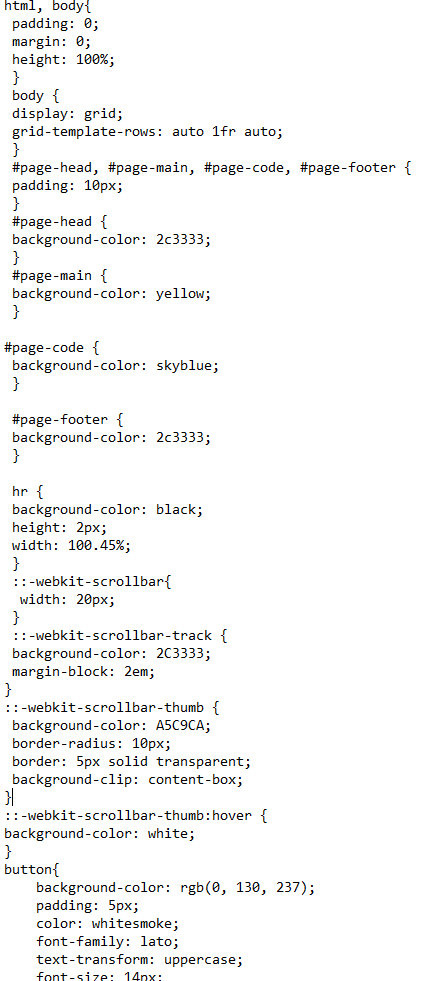 html, body{
padding: 0;
margin: 0;
height: 100%;
}
body {
display: grid;
grid-template-rows: auto 1fr auto;
}
#page-head, #page-main, #page-code, #page-footer {
padding: 10px;
}
#page-head {
background-color: 2c3333;
}
#page-main {
background-color: yellow;
}
#page-code {
background-color: skyblue;
}
#page-footer {
background-color: 2c3333;
}
hr {
background-color: black;
height: 2px;
width: 100.45%;
}
::-webkit-scrollbar{
width: 20px;
}
::-webkit-scrollbar-track {
background-color: 2C3333;
margin-block: 2em;
}
::-webkit-scrollbar-thumb {
background-color: A5C9CA;
border-radius: 10px;
border: 5px solid transparent;
background-clip: content-box;
}
::-webkit-scrollbar-thumb:hover {
background-color: white;
}
button{
background-color: rgb(0, 130, 237);
padding: 5px;
color: whitesmoke;
font-family: lato;
text-transform: uppercase;
font-size: 14px;